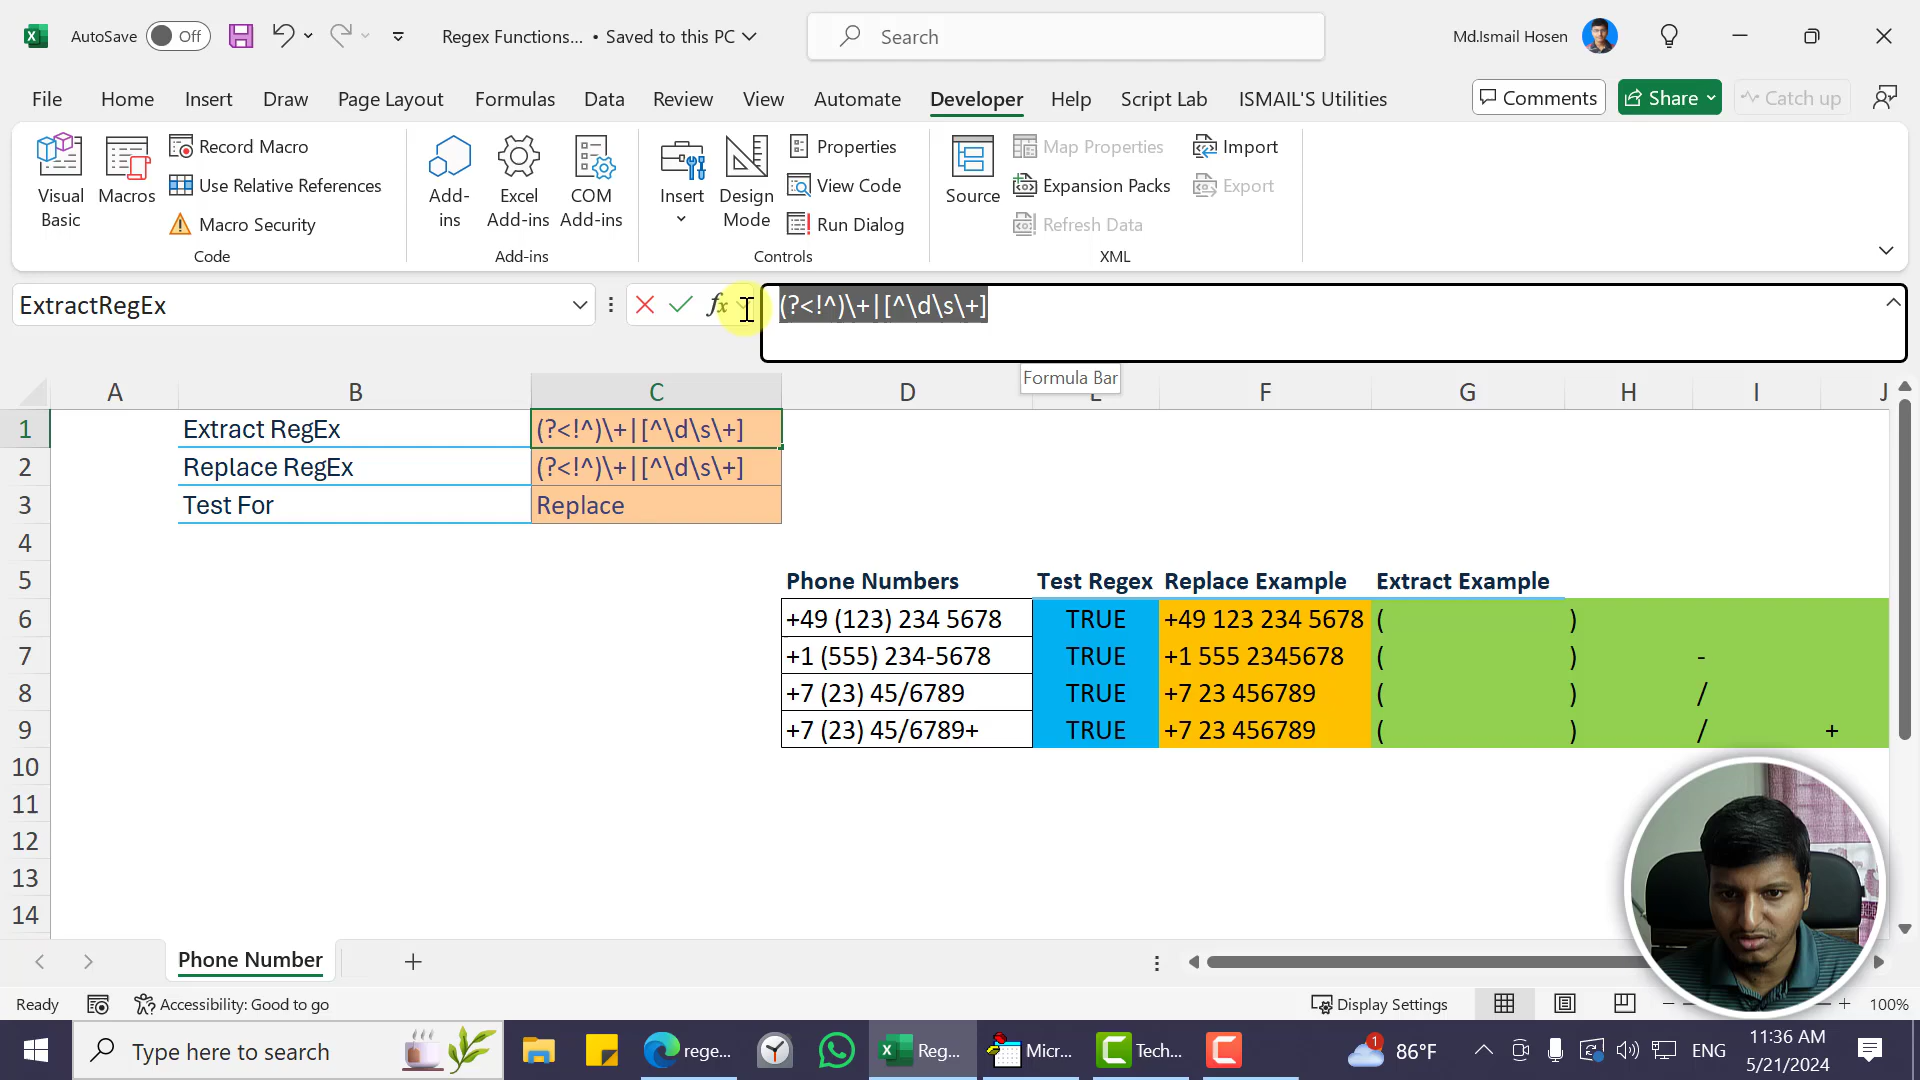 AutoSave Off Regex Functions... • Saved to this PC Search Md.Ismail Hosen
File Home Insert Draw Page Layout Formulas Data Review View Automate Developer Help Script Lab ISMAIL'S Utilities Comments Share Catch up
Visual Basic
Macros
Record Macro
Use Relative References
Macro Security
Code
Add-ins
Excel Add-ins
COM Add-ins
Add-ins
Insert
Design Mode
Properties
View Code
Run Dialog
Controls
Source
Map Properties
Expansion Packs
Refresh Data
Import
Export
XML
ExtractRegEx fx (?<!^)\+|[^\d\s\+]
Formula Bar
A B C D E F G H I J
1 Extract RegEx (?<!^)\+|[^\d\s\+]
2 Replace RegEx (?<!^)\+|[^\d\s\+]
3 Test For Replace
4
5 Phone Numbers Test Regex Replace Example Extract Example
6 +49 (123) 234 5678 TRUE +49 123 234 5678 ( )
7 +1 (555) 234-5678 TRUE +1 555 2345678 ( ) -
8 +7 (23) 45/6789 TRUE +7 23 456789 ( ) /
9 +7 (23) 45/6789+ TRUE +7 23 456789 ( ) / +
10
11
12
13
14
Phone Number
Ready Accessibility: Good to go Display Settings 100%
Type here to search rege... Reg... Micr... Tech... 1 86°F ENG 11:36 AM
5/21/2024